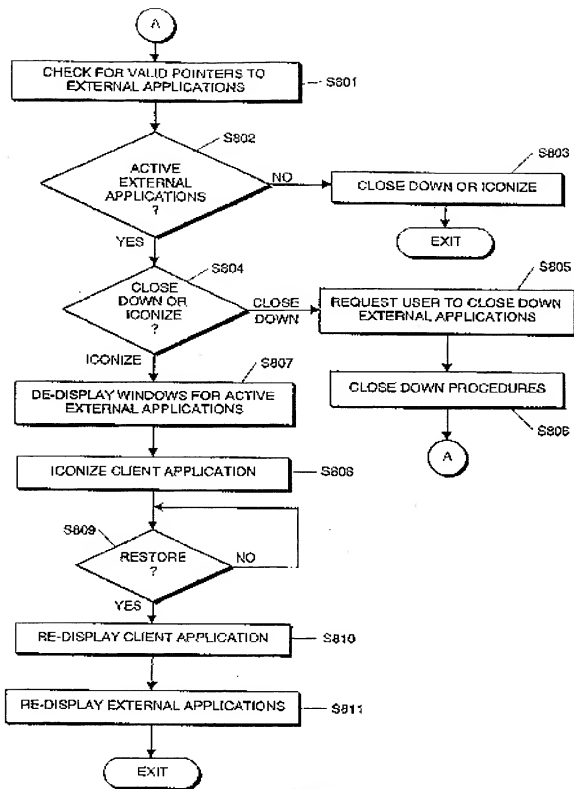 A
CHECK FOR VALID POINTERS TO
EXTERNAL APPLICATIONS
S801
S802
ACTIVE
EXTERNAL
APPLICATIONS
?
NO
S803
CLOSE DOWN OR ICONIZE
EXIT
YES
S804
CLOSE
DOWN OR
ICONIZE
?
CLOSE
DOWN
S805
REQUEST USER TO CLOSE DOWN
EXTERNAL APPLICATIONS
ICONIZE
S807
DE-DISPLAY WINDOWS FOR ACTIVE
EXTERNAL APPLICATIONS
CLOSE DOWN PROCEDURES
S806
A
ICONIZE CLIENT APPLICATION
S808
S809
RESTORE
?
NO
YES
RE-DISPLAY CLIENT APPLICATION
S810
RE-DISPLAY EXTERNAL APPLICATIONS
S811
EXIT